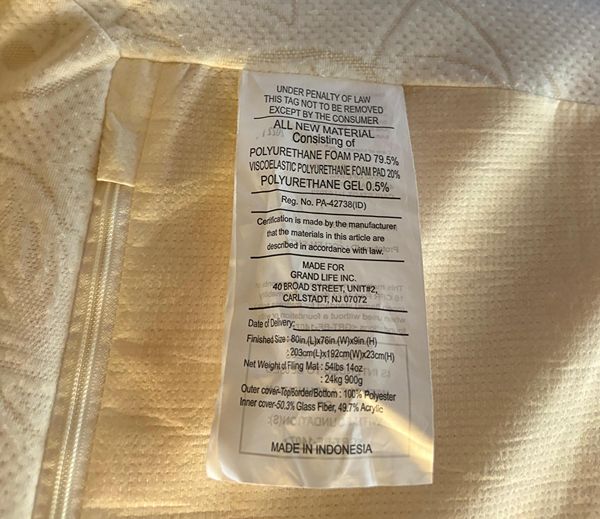 UNDER PENALTY OF LAW
THIS TAG NOT TO BE REMOVED
EXCEPT BY THE CONSUMER
ALL NEW MATERIAL
Consisting of
POLYURETHANE FOAM PAD 79.5%
VISCOELASTIC POLYURETHANE FOAM PAD 20%
POLYURETHANE GEL 0.5%
Reg. No. PA-42738(ID)
Certification is made by the manufacturer
that the materials in this article are
described in accordance with law.
MADE FOR
GRAND LIFE INC.
40 BROAD STREET, UNIT#2,
CARLSTADT, NJ 07072
Date of Delivery:
Finished Size : 80in.(L)x76in.(W)x9in.(H)
: 203cm(L)x192cm(W)x23cm(H)
Net Weight of Filing Mat : 54lbs 14oz
: 24kg 900g
Outer cover-Top/Border/Bottom : 100% Polyester
Inner cover-50.3% Glass Fiber, 49.7% Acrylic
MADE IN INDONESIA